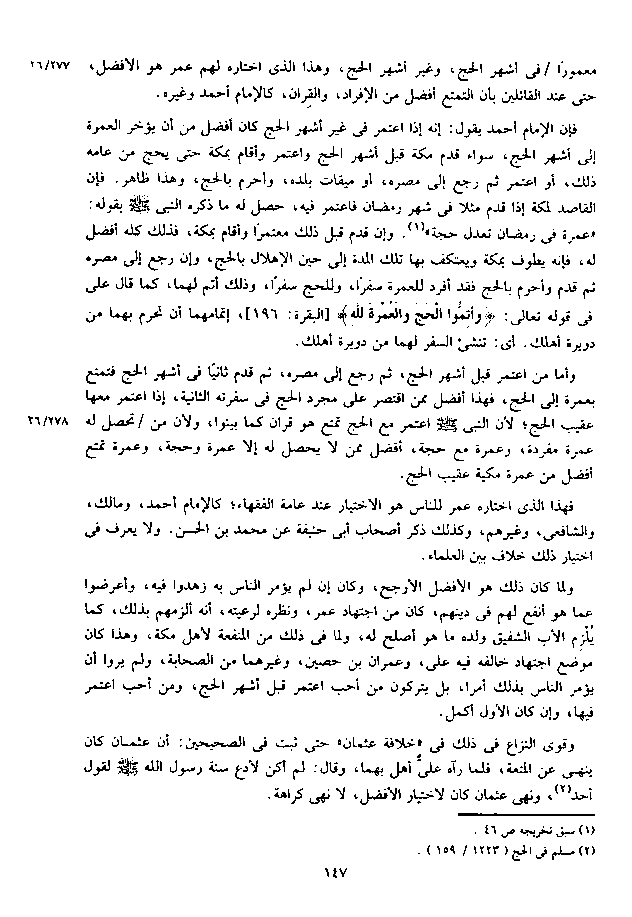 معمورًا / فى أشهر الحج، وغير أشهر الحج، وهذا الذى اختاره لهم عمر هو الأفضل، ٢٦/٢٧٧
حتى عند القائلين بأن التمتع أفضل من الإفراد، والقران، كالإمام أحمد وغيره.
فإن الإمام أحمد يقول: إنه إذا اعتمر فى غير أشهر الحج كان أفضل من أن يؤخر العمرة
إلى أشهر الحج، سواء قدم مكة قبل أشهر الحج واعتمر وأقام بمكة حتى يحج من عامه
ذلك، أو اعتمر ثم رجع إلى مصره، أو ميقات بلده، وأحرم بالحج، وهذا ظاهر. فإن
القاصد لمكة إذا قدم مثلا فى شهر رمضان فاعتمر فيه، حصل له ما ذكره النبى ﷺ بقوله:
«عمرة فى رمضان تعدل حجة»(١). وإن قدم قبل ذلك معتمرًا وأقام بمكة، فذلك كله أفضل
له، فإنه يطوف بمكة ويعتكف بها تلك المدة إلى حين الإهلال بالحج، وإن رجع إلى مصره
ثم قدم وأحرم بالحج فقد أفرد للعمرة سفرًا، وللحج سفرًا، وذلك أتم لهما، كما قال على
فى قوله تعالى: ﴿وَأَتِمُّوا الْحَجَّ وَالْعُمْرَةَ لِلَّهِ﴾ [البقرة: ١٩٦]، إتمامهما أن تحرم بهما من
دويرة أهلك. أى: تنشئ السفر لهما من دويرة أهلك.
وأما من اعتمر قبل أشهر الحج، ثم رجع إلى مصره، ثم قدم ثانيًا فى أشهر الحج فتمتع
بعمرة إلى الحج، فهذا أفضل ممن اقتصر على مجرد الحج فى سفرته الثانية، إذا اعتمر معها
عقيب الحج؛ لأن النبى ﷺ اعتمر مع الحج تمتع هو قران كما بينوا، ولأن من / تحصل له ٢٦/٢٧٨
عمرة مفردة، وعمرة مع حجة، أفضل ممن لا يحصل له إلا عمرة وحجة، وعمرة تمتع
أفضل من عمرة مكية عقيب الحج.
فهذا الذى اختاره عمر للناس هو الاختيار عند عامة الفقهاء؛ كالإمام أحمد، ومالك،
والشافعى، وغيرهم، وكذلك ذكر أصحاب أبى حنيفة عن محمد بن الحسن. ولا يعرف فى
اختيار ذلك خلاف بين العلماء.
ولما كان ذلك هو الأفضل الأرجح، وكان إن لم يؤمر الناس به زهدوا فيه، وأعرضوا
عما هو أنفع لهم فى دينهم، كان من اجتهاد عمر، ونظره لرعيته، أنه ألزمهم بذلك، كما
يُلْزِم الأب الشفيق ولده ما هو أصلح له، ولما فى ذلك من المنفعة لأهل مكة، وهذا كان
موضع اجتهاد خالفه فيه على، وعمران بن حصين، وغيرهما من الصحابة، ولم يروا أن
يؤمر الناس بذلك أمرا، بل يتركون من أحب اعتمر قبل أشهر الحج، ومن أحب اعتمر
فيها، وإن كان الأول أكمل.
وقوى النزاع فى ذلك فى «خلافة عثمان» حتى ثبت فى الصحيحين: أن عثمان كان
ينهى عن المتعة، فلما رآه علىٌّ أهل بهما، وقال: لم أكن لأدع سنة رسول الله ﷺ لقول
أحد(٢)، ونهى عثمان كان لاختيار الأفضل، لا نهى كراهة.
(١) سبق تخريجه ص ٤٦ .
(٢) مسلم فى الحج ( ١٢٢٣ / ١٥٩ ) .
١٤٧